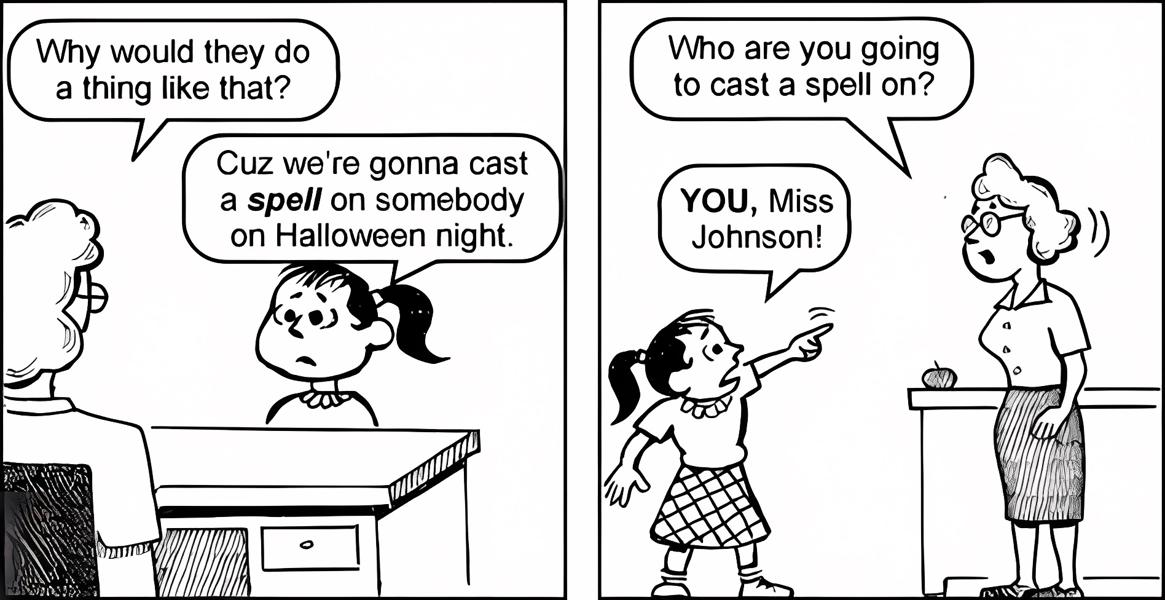 Why would they do
a thing like that?
Cuz we're gonna cast
a spell on somebody
on Halloween night.
Who are you going
to cast a spell on?
YOU, Miss
Johnson!